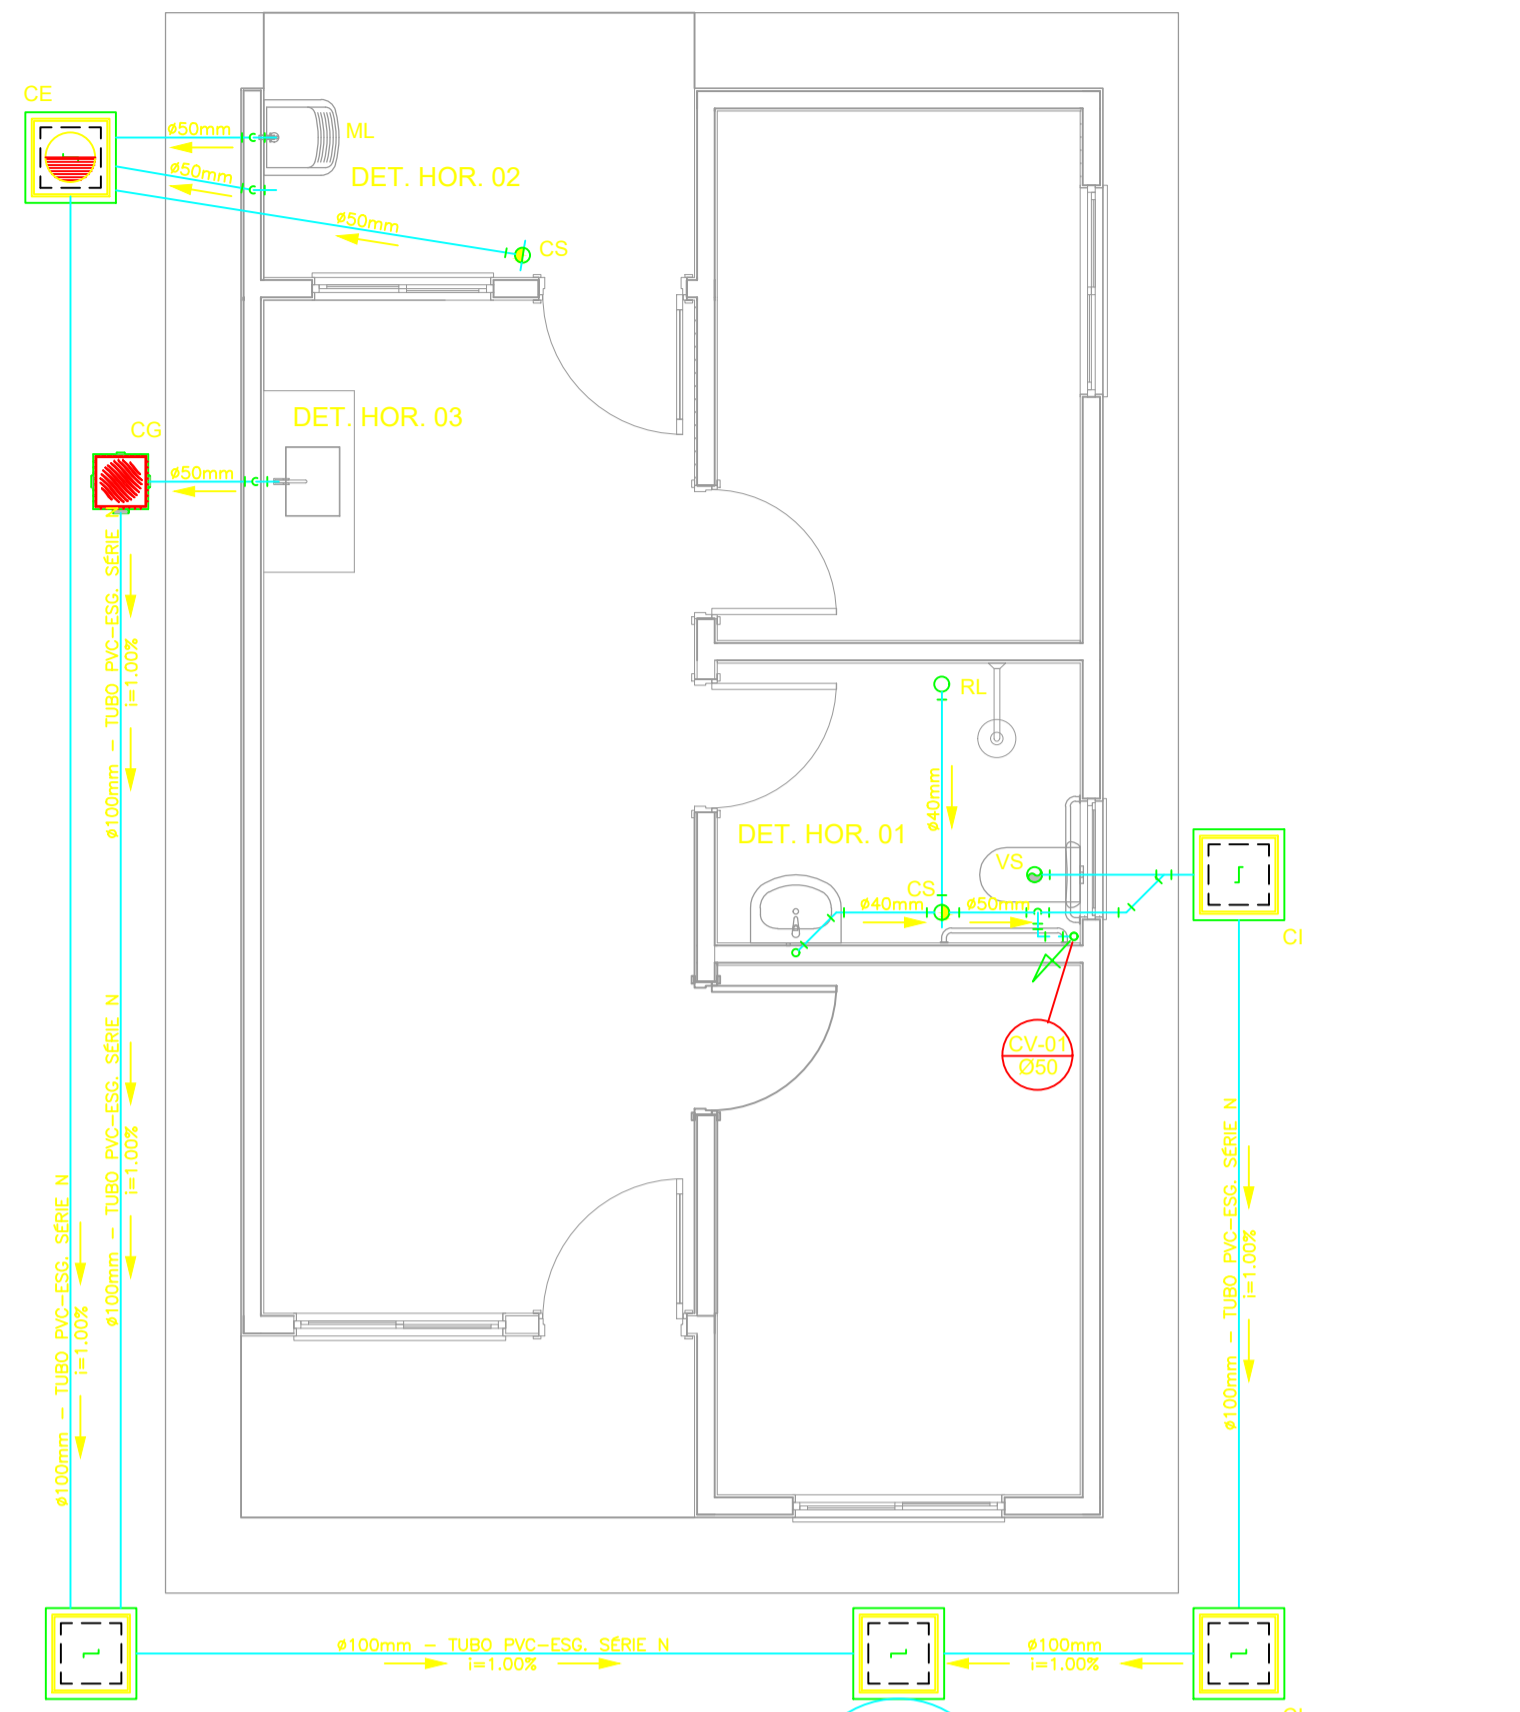 CE
ø50mm
ML
ø50mm
DET. HOR. 02
ø50mm
CS
DET. HOR. 03
CG
ø50mm
ø100mm – TUBO PVC–ESG. SÉRIE N
i=1.00%
RL
ø40mm
DET. HOR. 01
VS
CS
ø40mm
ø50mm
CI
CV-01
Ø50
ø100mm – TUBO PVC–ESG. SÉRIE N
i=1.00%
ø100mm – TUBO PVC–ESG. SÉRIE N
i=1.00%
ø100mm – TUBO PVC–ESG. SÉRIE N
i=1.00%
ø100mm – TUBO PVC–ESG. SÉRIE N
i=1.00%
ø100mm
i=1.00%